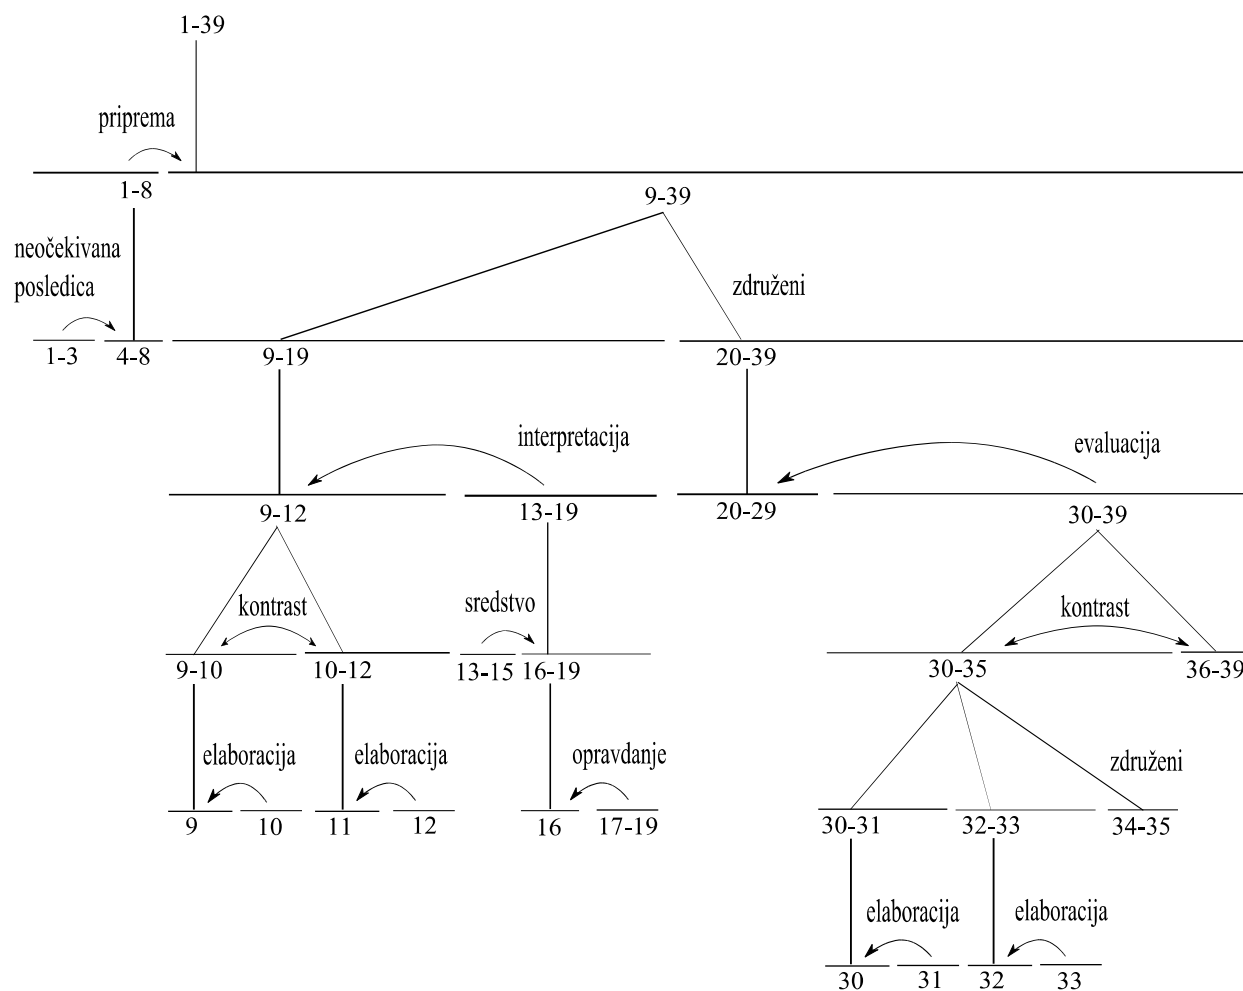 1-39
priprema
1-8
9-39
neočekivana
posledica
združeni
1-3
4-8
9-19
20-39
interpretacija
evaluacija
9-12
13-19
20-29
30-39
kontrast
sredstvo
kontrast
9-10
10-12
13-15
16-19
30-35
36-39
elaboracija
elaboracija
opravdanje
združeni
9
10
11
12
16
17-19
30-31
32-33
34-35
elaboracija
elaboracija
30
31
32
33